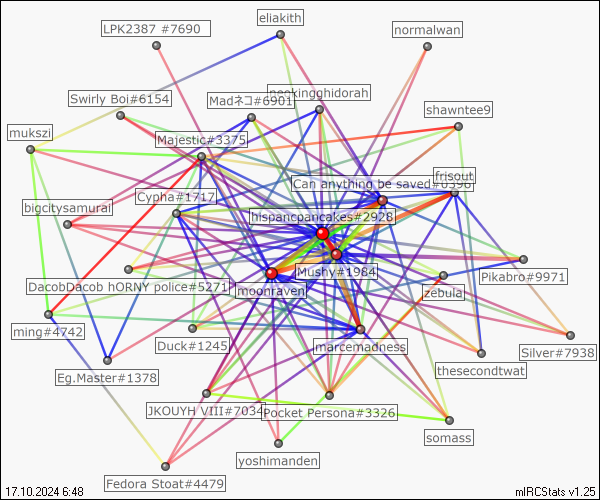 eliakith
LPK2387 #7690
normalwan
Swirly Boi#6154
Madネコ#6901
neokingghidorah
shawntee9
mukszi
Majestic#3375
frisout
Can anything be saved#0398
Cypha#1717
bigcitysamurai
hispancpancakes#2928
Mushy#1984
Pikabro#9971
DacobDacob hORNY police#5271
moonraven
zebula
ming#4742
Duck#1245
marcemadness
Silver#7938
Eg.Master#1378
thesecondtwat
JKOUYH VIII#7034
Pocket Persona#3326
somass
yoshimanden
Fedora Stoat#4479
17.10.2024 6:48
mIRCStats v1.25